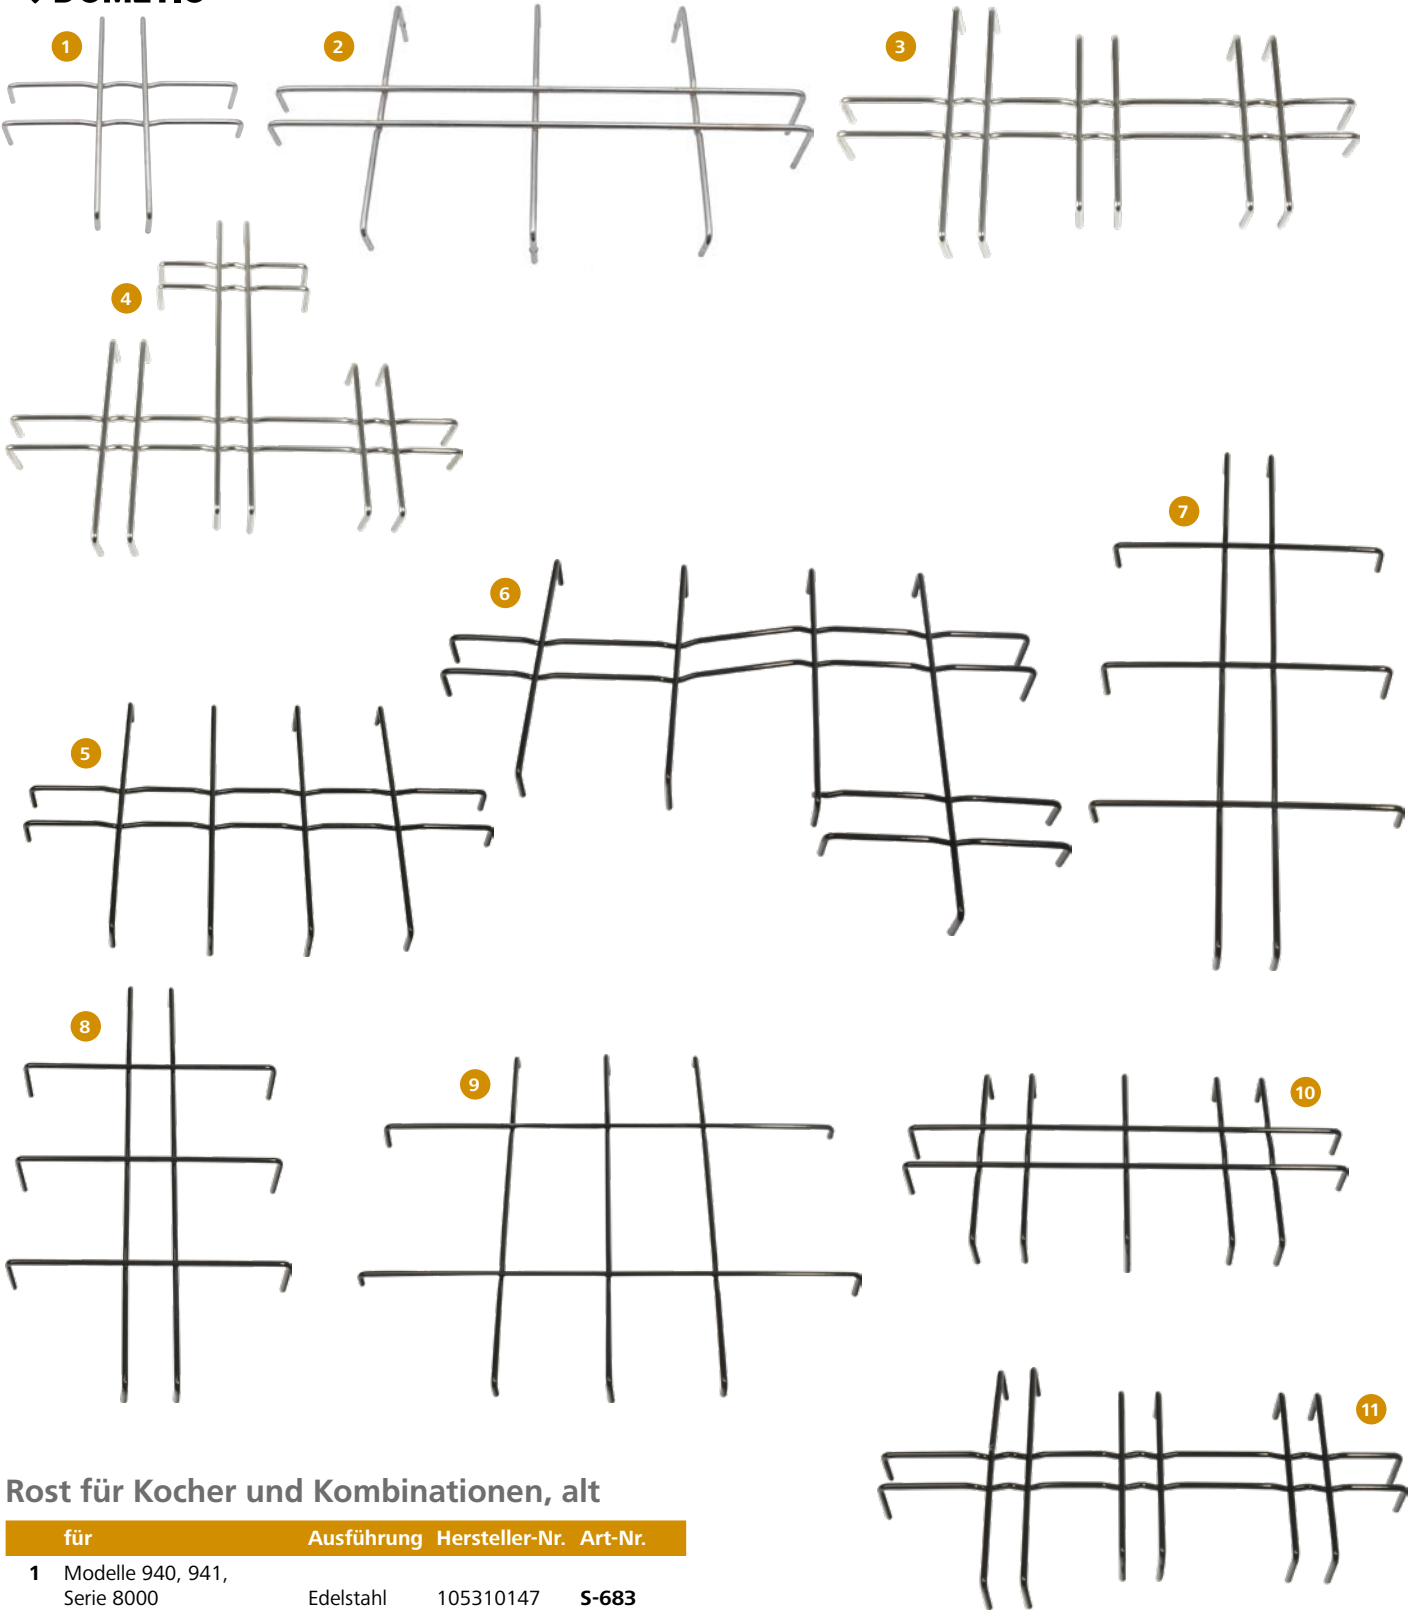 1
2
3
4
7
6
5
8
9
10
11
Rost für Kocher und Kombinationen, alt
für Ausführung Hersteller-Nr. Art-Nr.
1 Modelle 940, 941,
Serie 8000 Edelstahl 105310147 S-683